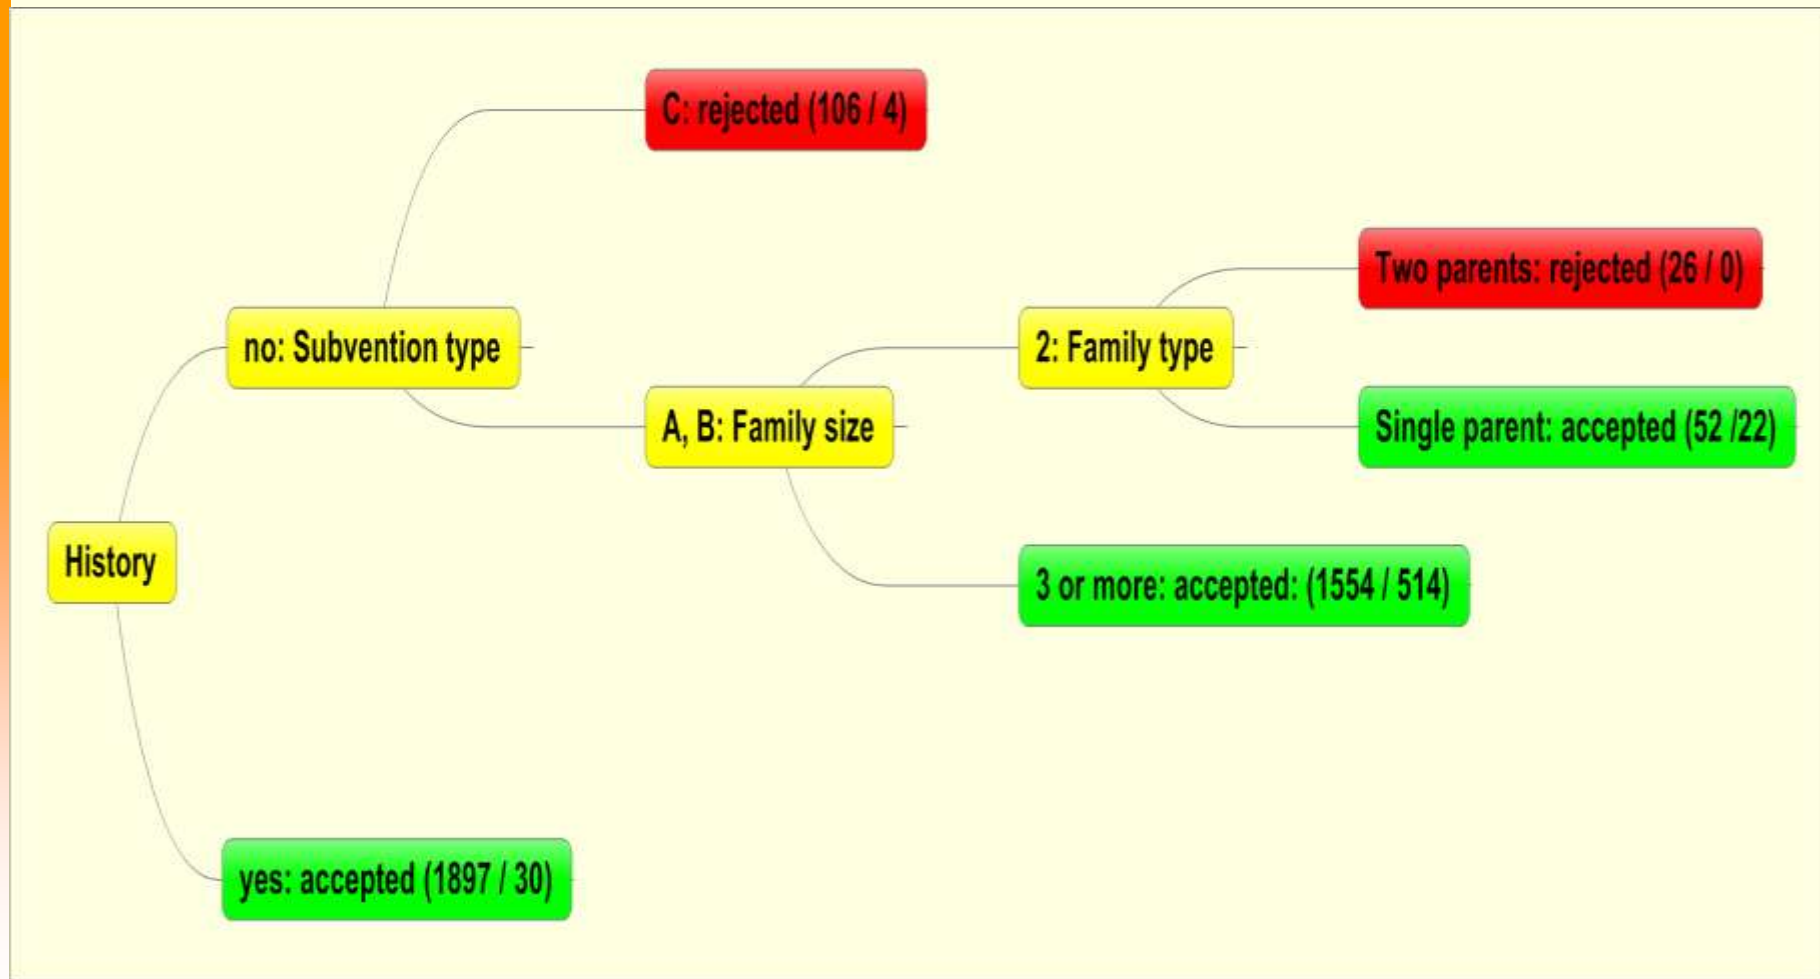 C: rejected (106 / 4)
Two parents: rejected (26 / 0)
no: Subvention type
2: Family type
A, B: Family size
Single parent: accepted (52 /22)
History
3 or more: accepted: (1554 / 514)
yes: accepted (1897 / 30)